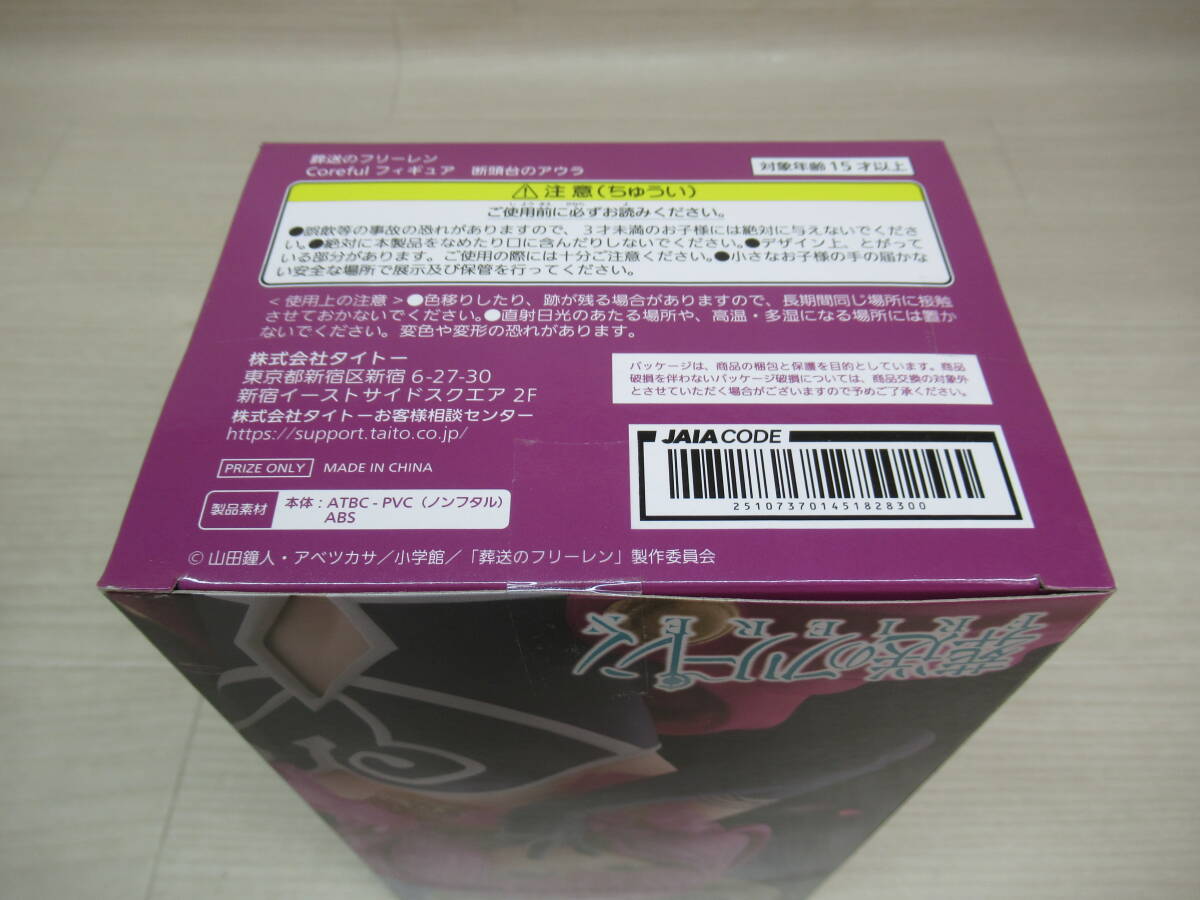 葬送のフリーレン
Coreful フィギュア　断頭台のアウラ
対象年齢 15 才以上
⚠ 注意(ちゅうい)
ご使用前に必ずお読みください。
●誤飲等の事故の恐れがありますので、３才未満のお子様には絶対に与えないでくださ
い。●絶対に本製品をなめたり口に含んだりしないでください。●デザイン上。とがって
いる部分があります。ご使用の際には十分ご注意ください。●小さなお子様の手の届かな
い安全な場所で展示及び保管を行ってください。
＜使用上の注意＞●色移りしたり、跡が残る場合がありますので、長期間同じ場所に接触
させておかないでください。●直射日光のあたる場所や、高温・多湿になる場所には置か
ないでください。変色や変形の恐れがあります。
株式会社タイトー
東京都新宿区新宿 6-27-30
新宿イーストサイドスクエア 2F
株式会社タイトーお客様相談センター
https://support.taito.co.jp/
PRIZE ONLY MADE IN CHINA
製品素材 本体：ATBC - PVC（ノンフタル）
ABS
パッケージは、商品の梱包と保護を目的としています。商品
破損を伴わないパッケージ破損については、商品交換の対象外
とさせていただく場合がございますので予めご了承ください。
JAIA CODE
251073701451828300
© 山田鐘人・アベツカサ／小学館／「葬送のフリーレン」製作委員会
葬送のフリーレン
FRIEREN